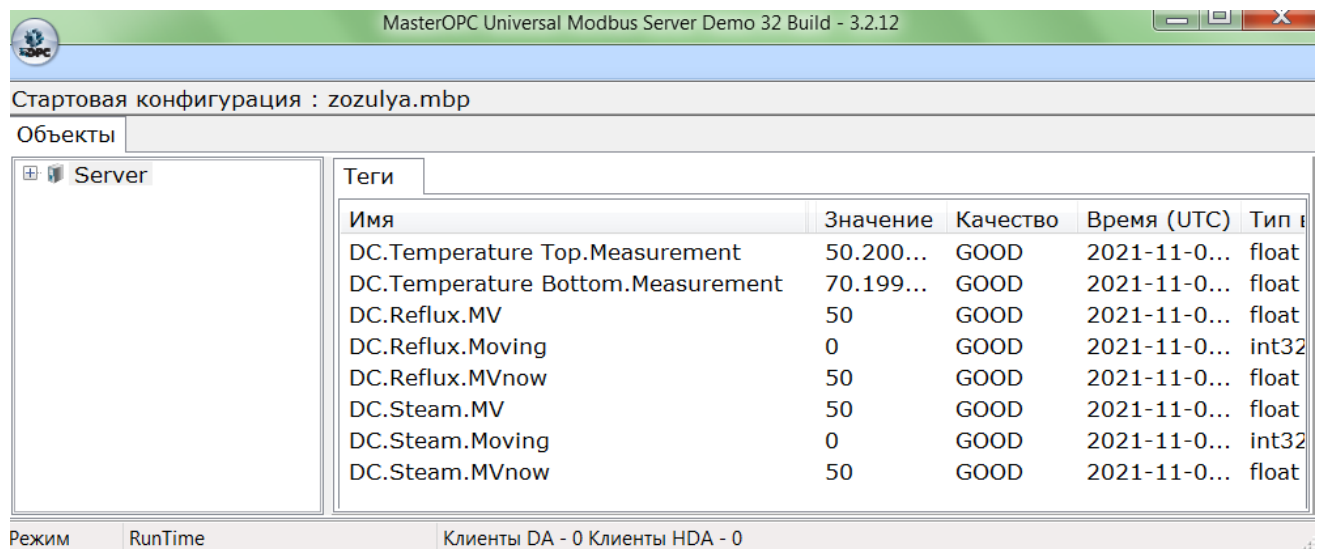 MasterOPC Universal Modbus Server Demo 32 Build - 3.2.12
OPC
Стартовая конфигурация : zozulya.mbp
Объекты
Server
Теги
Имя Значение Качество Время (UTC) Тип
DC.Temperature Top.Measurement 50.200... GOOD 2021-11-0... float
DC.Temperature Bottom.Measurement 70.199... GOOD 2021-11-0... float
DC.Reflux.MV 50 GOOD 2021-11-0... float
DC.Reflux.Moving 0 GOOD 2021-11-0... int32
DC.Reflux.MVnow 50 GOOD 2021-11-0... float
DC.Steam.MV 50 GOOD 2021-11-0... float
DC.Steam.Moving 0 GOOD 2021-11-0... int32
DC.Steam.MVnow 50 GOOD 2021-11-0... float
Режим RunTime Клиенты DA - 0 Клиенты HDA - 0